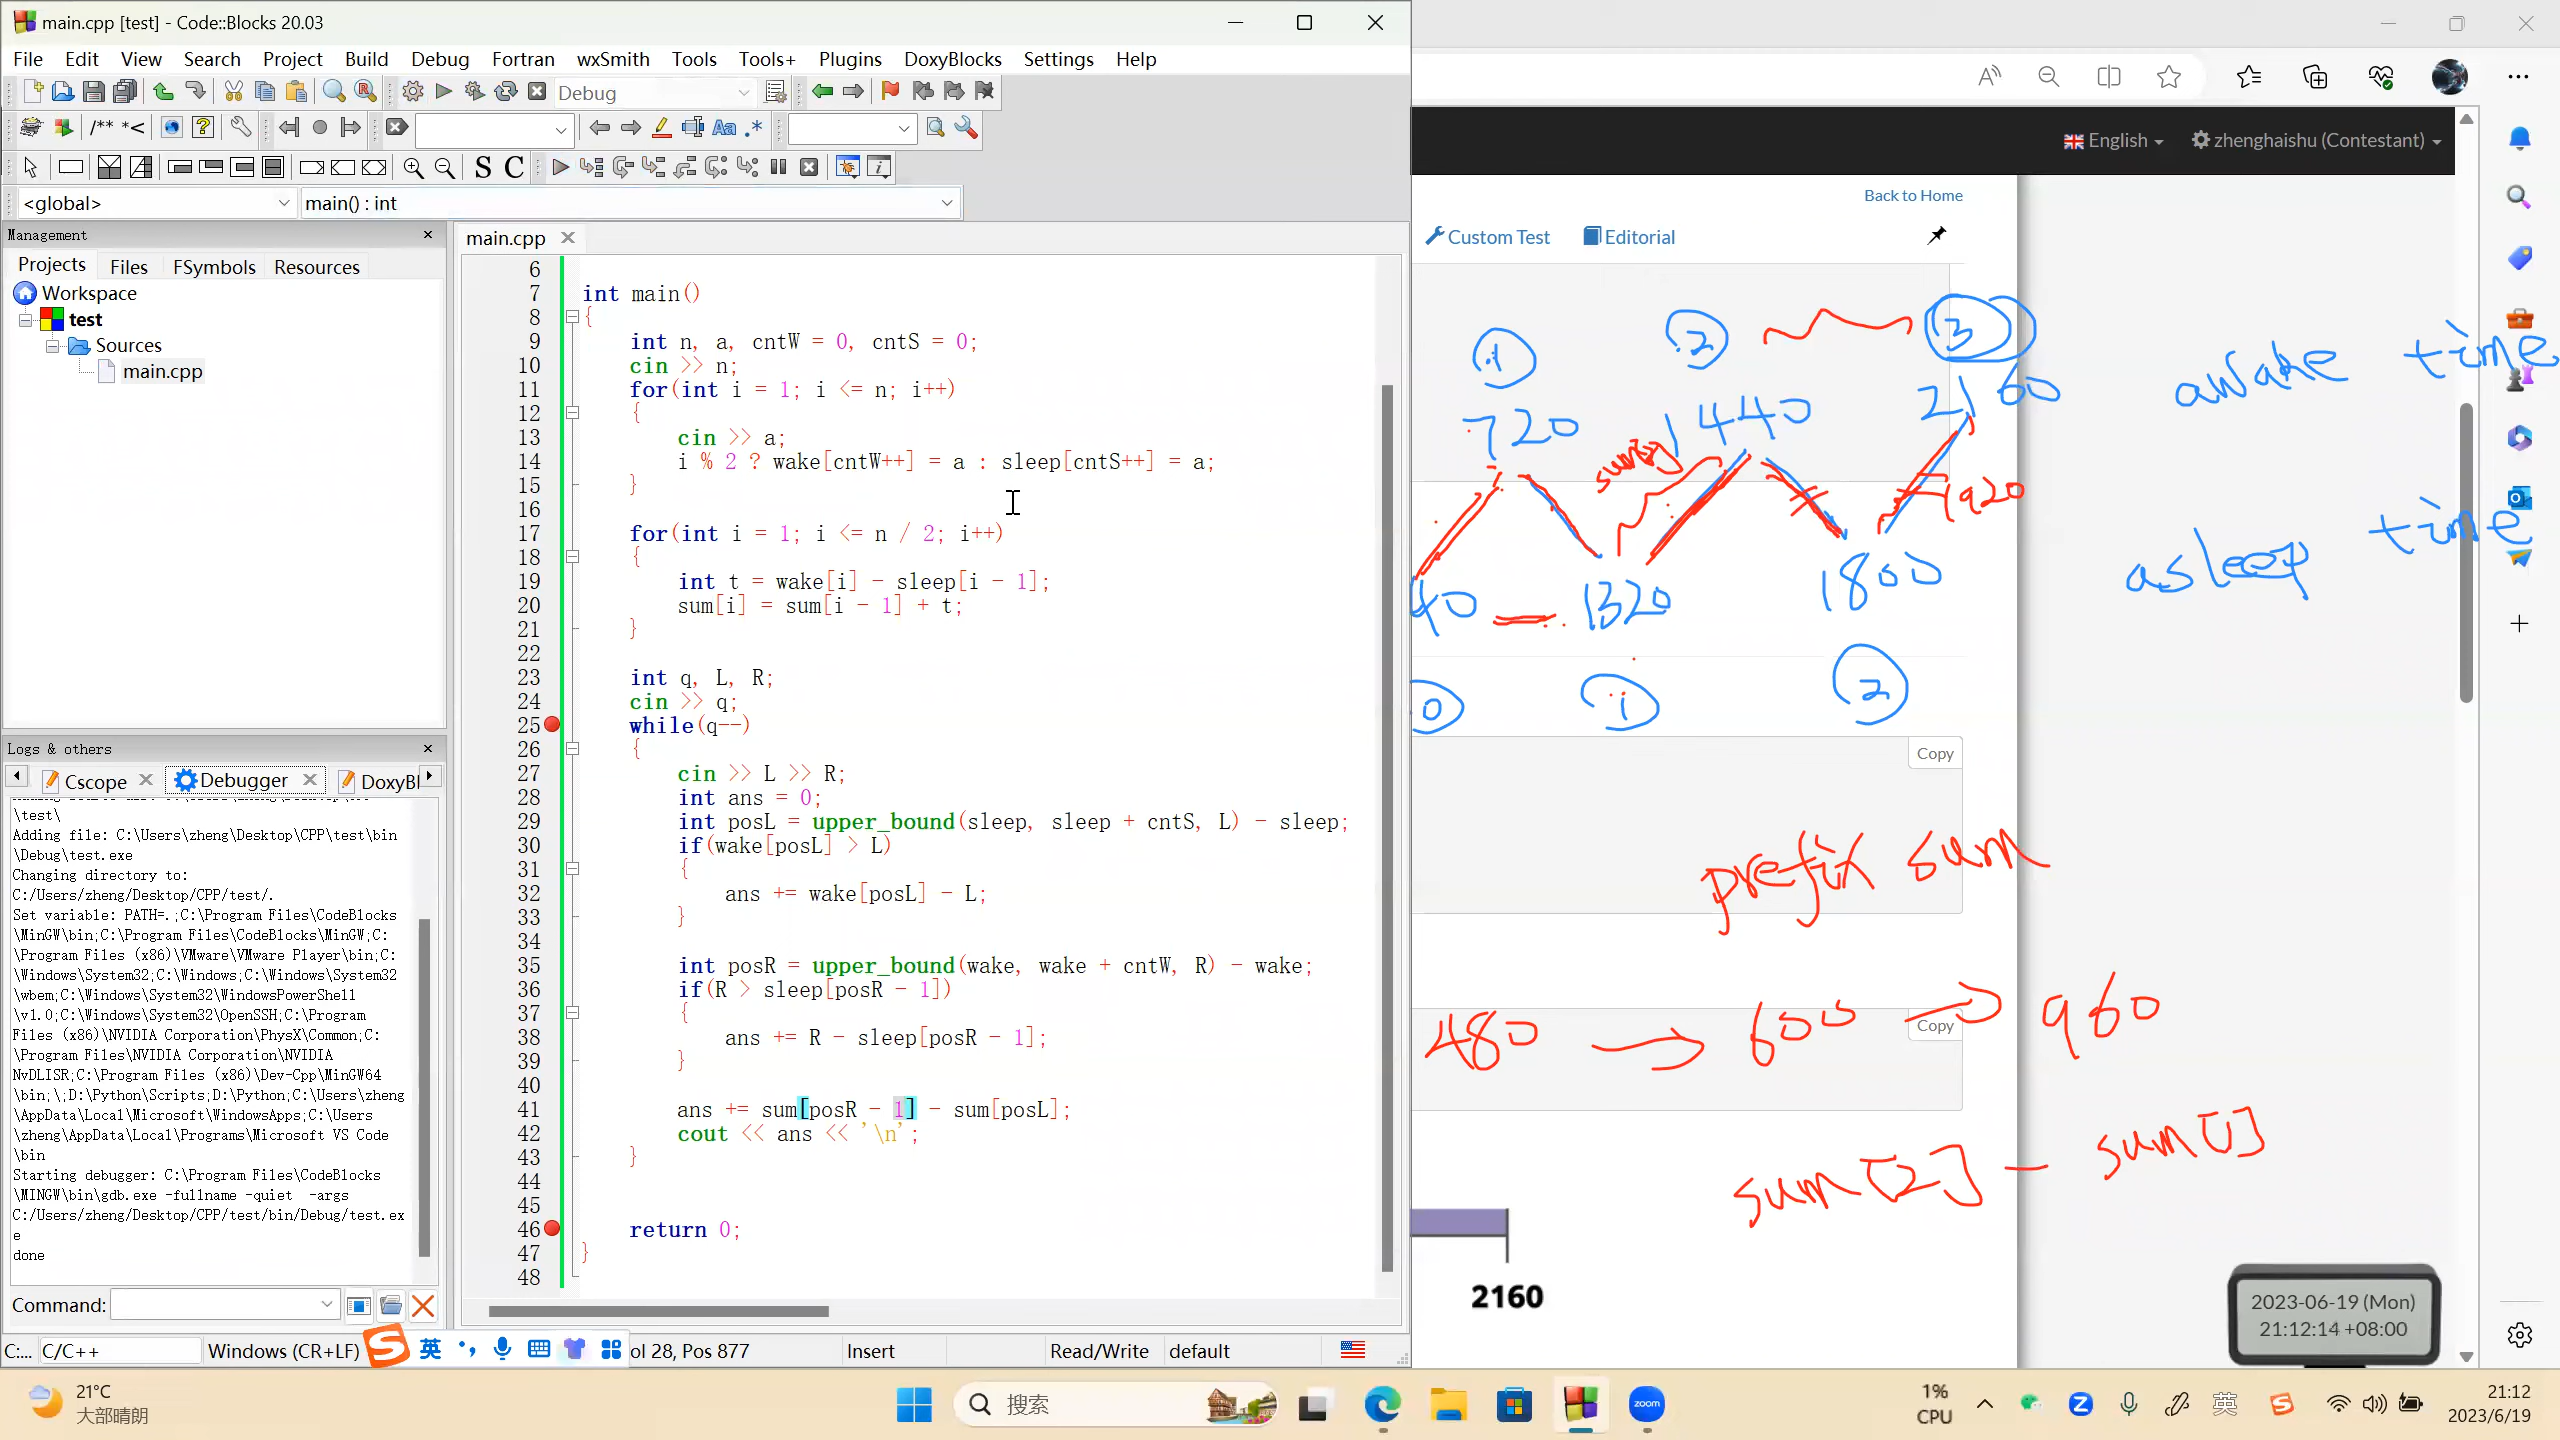 main.cpp [test] - Code::Blocks 20.03
File Edit View Search Project Build Debug Fortran wxSmith Tools Tools+ Plugins DoxyBlocks Settings Help
Debug
/** *<
Aa .*
S C
<global>
main() : int
Management
Projects Files FSymbols Resources
Workspace
test
Sources
main.cpp
Logs & others
Cscope
Debugger
DoxyBl
\test\
Adding file: C:\Users\zheng\Desktop\CPP\test\bin
\Debug\test.exe
Changing directory to:
C:/Users/zheng/Desktop/CPP/test/.
Set variable: PATH=.;C:\Program Files\CodeBlocks
\MinGW\bin;C:\Program Files\CodeBlocks\MinGW;C:
\Program Files (x86)\VMware\VMware Player\bin;C:
\Windows\System32;C:\Windows;C:\Windows\System32
\wbem;C:\Windows\System32\WindowsPowerShell
\v1.0;C:\Windows\System32\OpenSSH;C:\Program
Files (x86)\NVIDIA Corporation\PhysX\Common;C:
\Program Files\NVIDIA Corporation\NVIDIA
NvDLISR;C:\Program Files (x86)\Dev-Cpp\MinGW64
\bin;\;D:\Python\Scripts;D:\Python;C:\Users\zheng
\AppData\Local\Microsoft\WindowsApps;C:\Users
\zheng\AppData\Local\Programs\Microsoft VS Code
\bin
Starting debugger: C:\Program Files\CodeBlocks
\MINGW\bin\gdb.exe -fullname -quiet  -args
C:/Users/zheng/Desktop/CPP/test/bin/Debug/test.ex
e
done
Command:
main.cpp
6
7 int main()
8 {
9 int n, a, cntW = 0, cntS = 0;
10 cin >> n;
11 for(int i = 1; i <= n; i++)
12 {
13 cin >> a;
14 i % 2 ? wake[cntW++] = a : sleep[cntS++] = a;
15 }
16
17 for(int i = 1; i <= n / 2; i++)
18 {
19 int t = wake[i] - sleep[i - 1];
20 sum[i] = sum[i - 1] + t;
21 }
22
23 int q, L, R;
24 cin >> q;
25 while(q--)
26 {
27 cin >> L >> R;
28 int ans = 0;
29 int posL = upper_bound(sleep, sleep + cntS, L) - sleep;
30 if(wake[posL] > L)
31 {
32 ans += wake[posL] - L;
33 }
34
35 int posR = upper_bound(wake, wake + cntW, R) - wake;
36 if(R > sleep[posR - 1])
37 {
38 ans += R - sleep[posR - 1];
39 }
40
41 ans += sum[posR - 1] - sum[posL];
42 cout << ans << '\n';
43 }
44
45
46 return 0;
47 }
48
C:... C/C++ Windows (CR+LF) 英 ol 28, Pos 877 Insert Read/Write default
English zhenghaishu (Contestant)
Back to Home
Custom Test Editorial
1 2 3
720 1440 2160
1920
40 1320 1800
0 1 2
awake time
asleep time
Copy
prefix sum
Copy
480 → 600 → 960
sum[2] - sum[1]
2160
2023-06-19 (Mon)
21:12:14 +08:00
21°C
大部晴朗
搜索
zoom
1%
CPU
英
21:12
2023/6/19